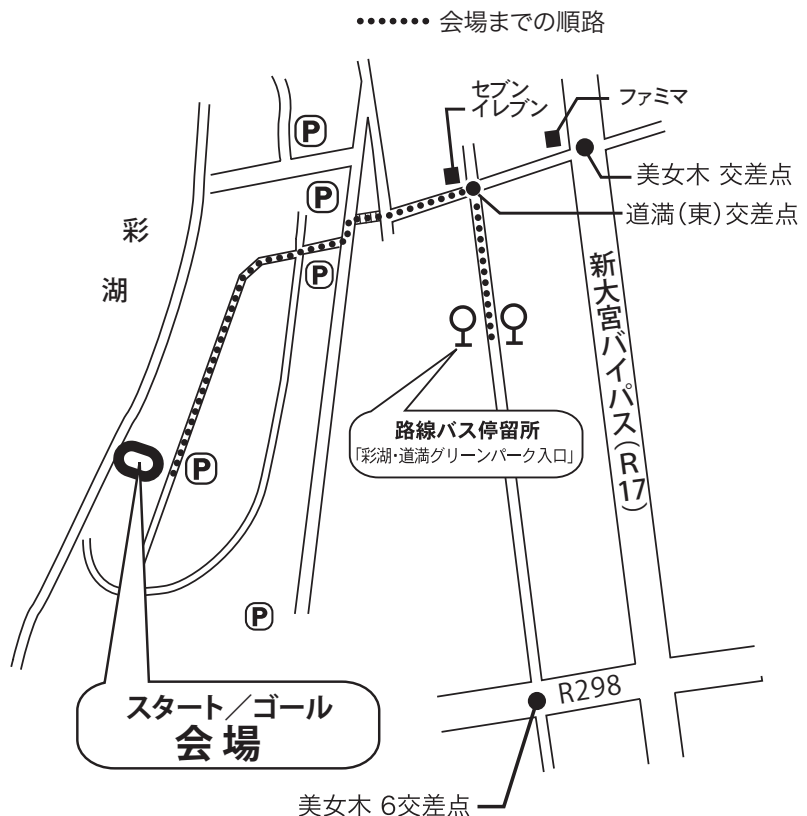 会場までの順路
セブン
イレブン
ファミマ
P
美女木 交差点
P
道満(東)交差点
彩
湖
P
新大宮バイパス(R17)
路線バス停留所
「彩湖・道満グリーンパーク入口」
P
P
R298
スタート/ゴール
会場
美女木 6交差点